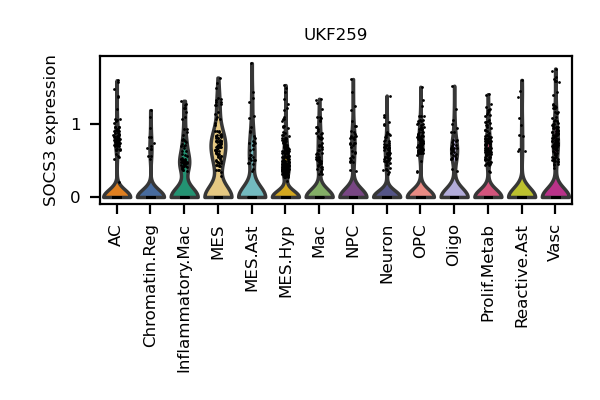 UKF259
SOCS3 expression
1
0
AC
Chromatin.Reg
Inflammatory.Mac
MES
MES.Ast
MES.Hyp
Mac
NPC
Neuron
OPC
Oligo
Prolif.Metab
Reactive.Ast
Vasc